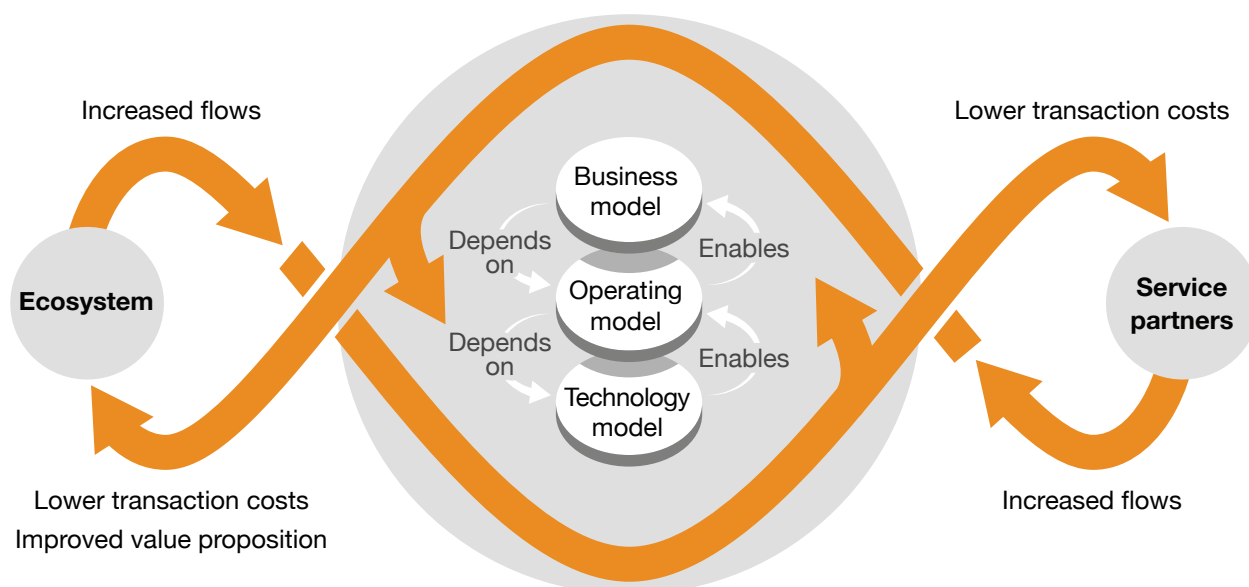 Increased flows
Lower transaction costs
Business
model
Depends
on
Enables
Ecosystem
Operating
model
Service
partners
Depends
on
Enables
Technology
model
Lower transaction costs
Improved value proposition
Increased flows